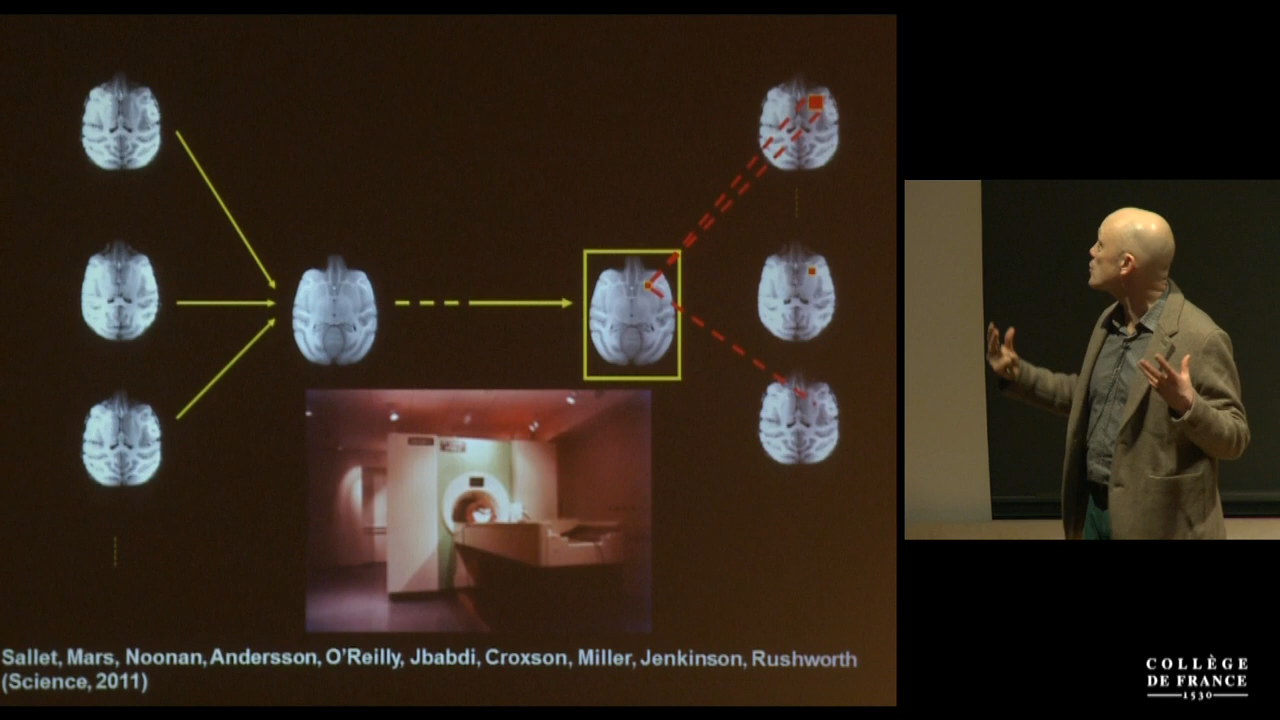 Sallet, Mars, Noonan, Andersson, O'Reilly, Jbabdi, Croxson, Miller, Jenkinson, Rushworth
(Science, 2011)
COLLÈGE
DE FRANCE
1530